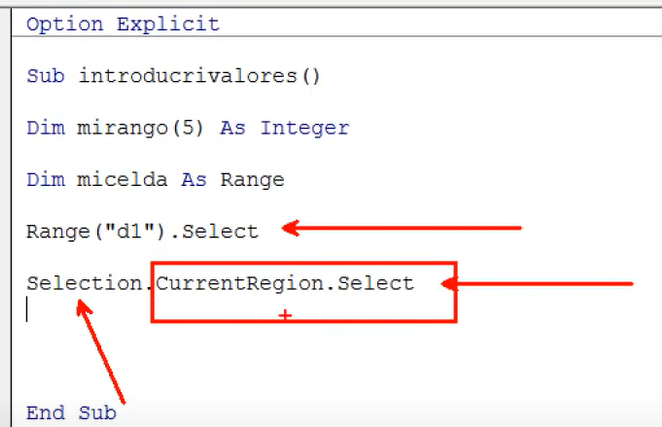 Option Explicit
Sub introducrivalores()
Dim mirango(5) As Integer
Dim micelda As Range
Range("d1").Select
Selection.CurrentRegion.Select
End Sub